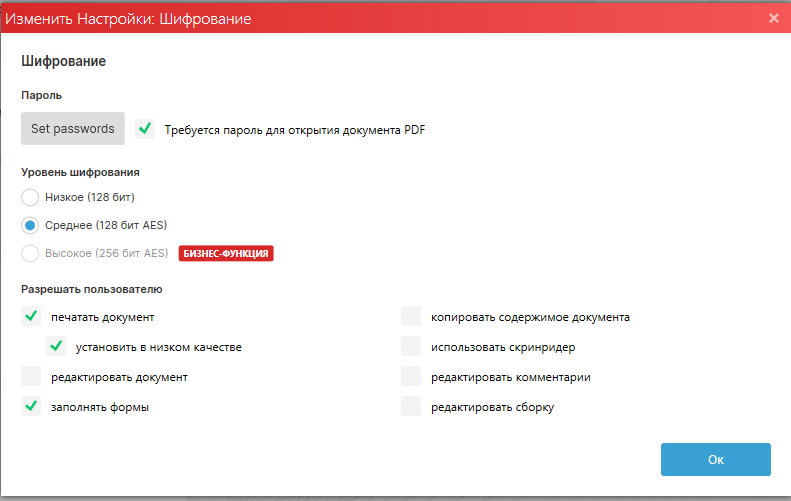 Изменить Настройки: Шифрование
Шифрование
Пароль
Set passwords Требуется пароль для открытия документа PDF
Уровень шифрования
Низкое (128 бит)
Среднее (128 бит AES)
Высокое (256 бит AES) БИЗНЕС-ФУНКЦИЯ
Разрешать пользователю
печатать документ копировать содержимое документа
установить в низком качестве использовать скринридер
редактировать документ редактировать комментарии
заполнять формы редактировать сборку
Ок